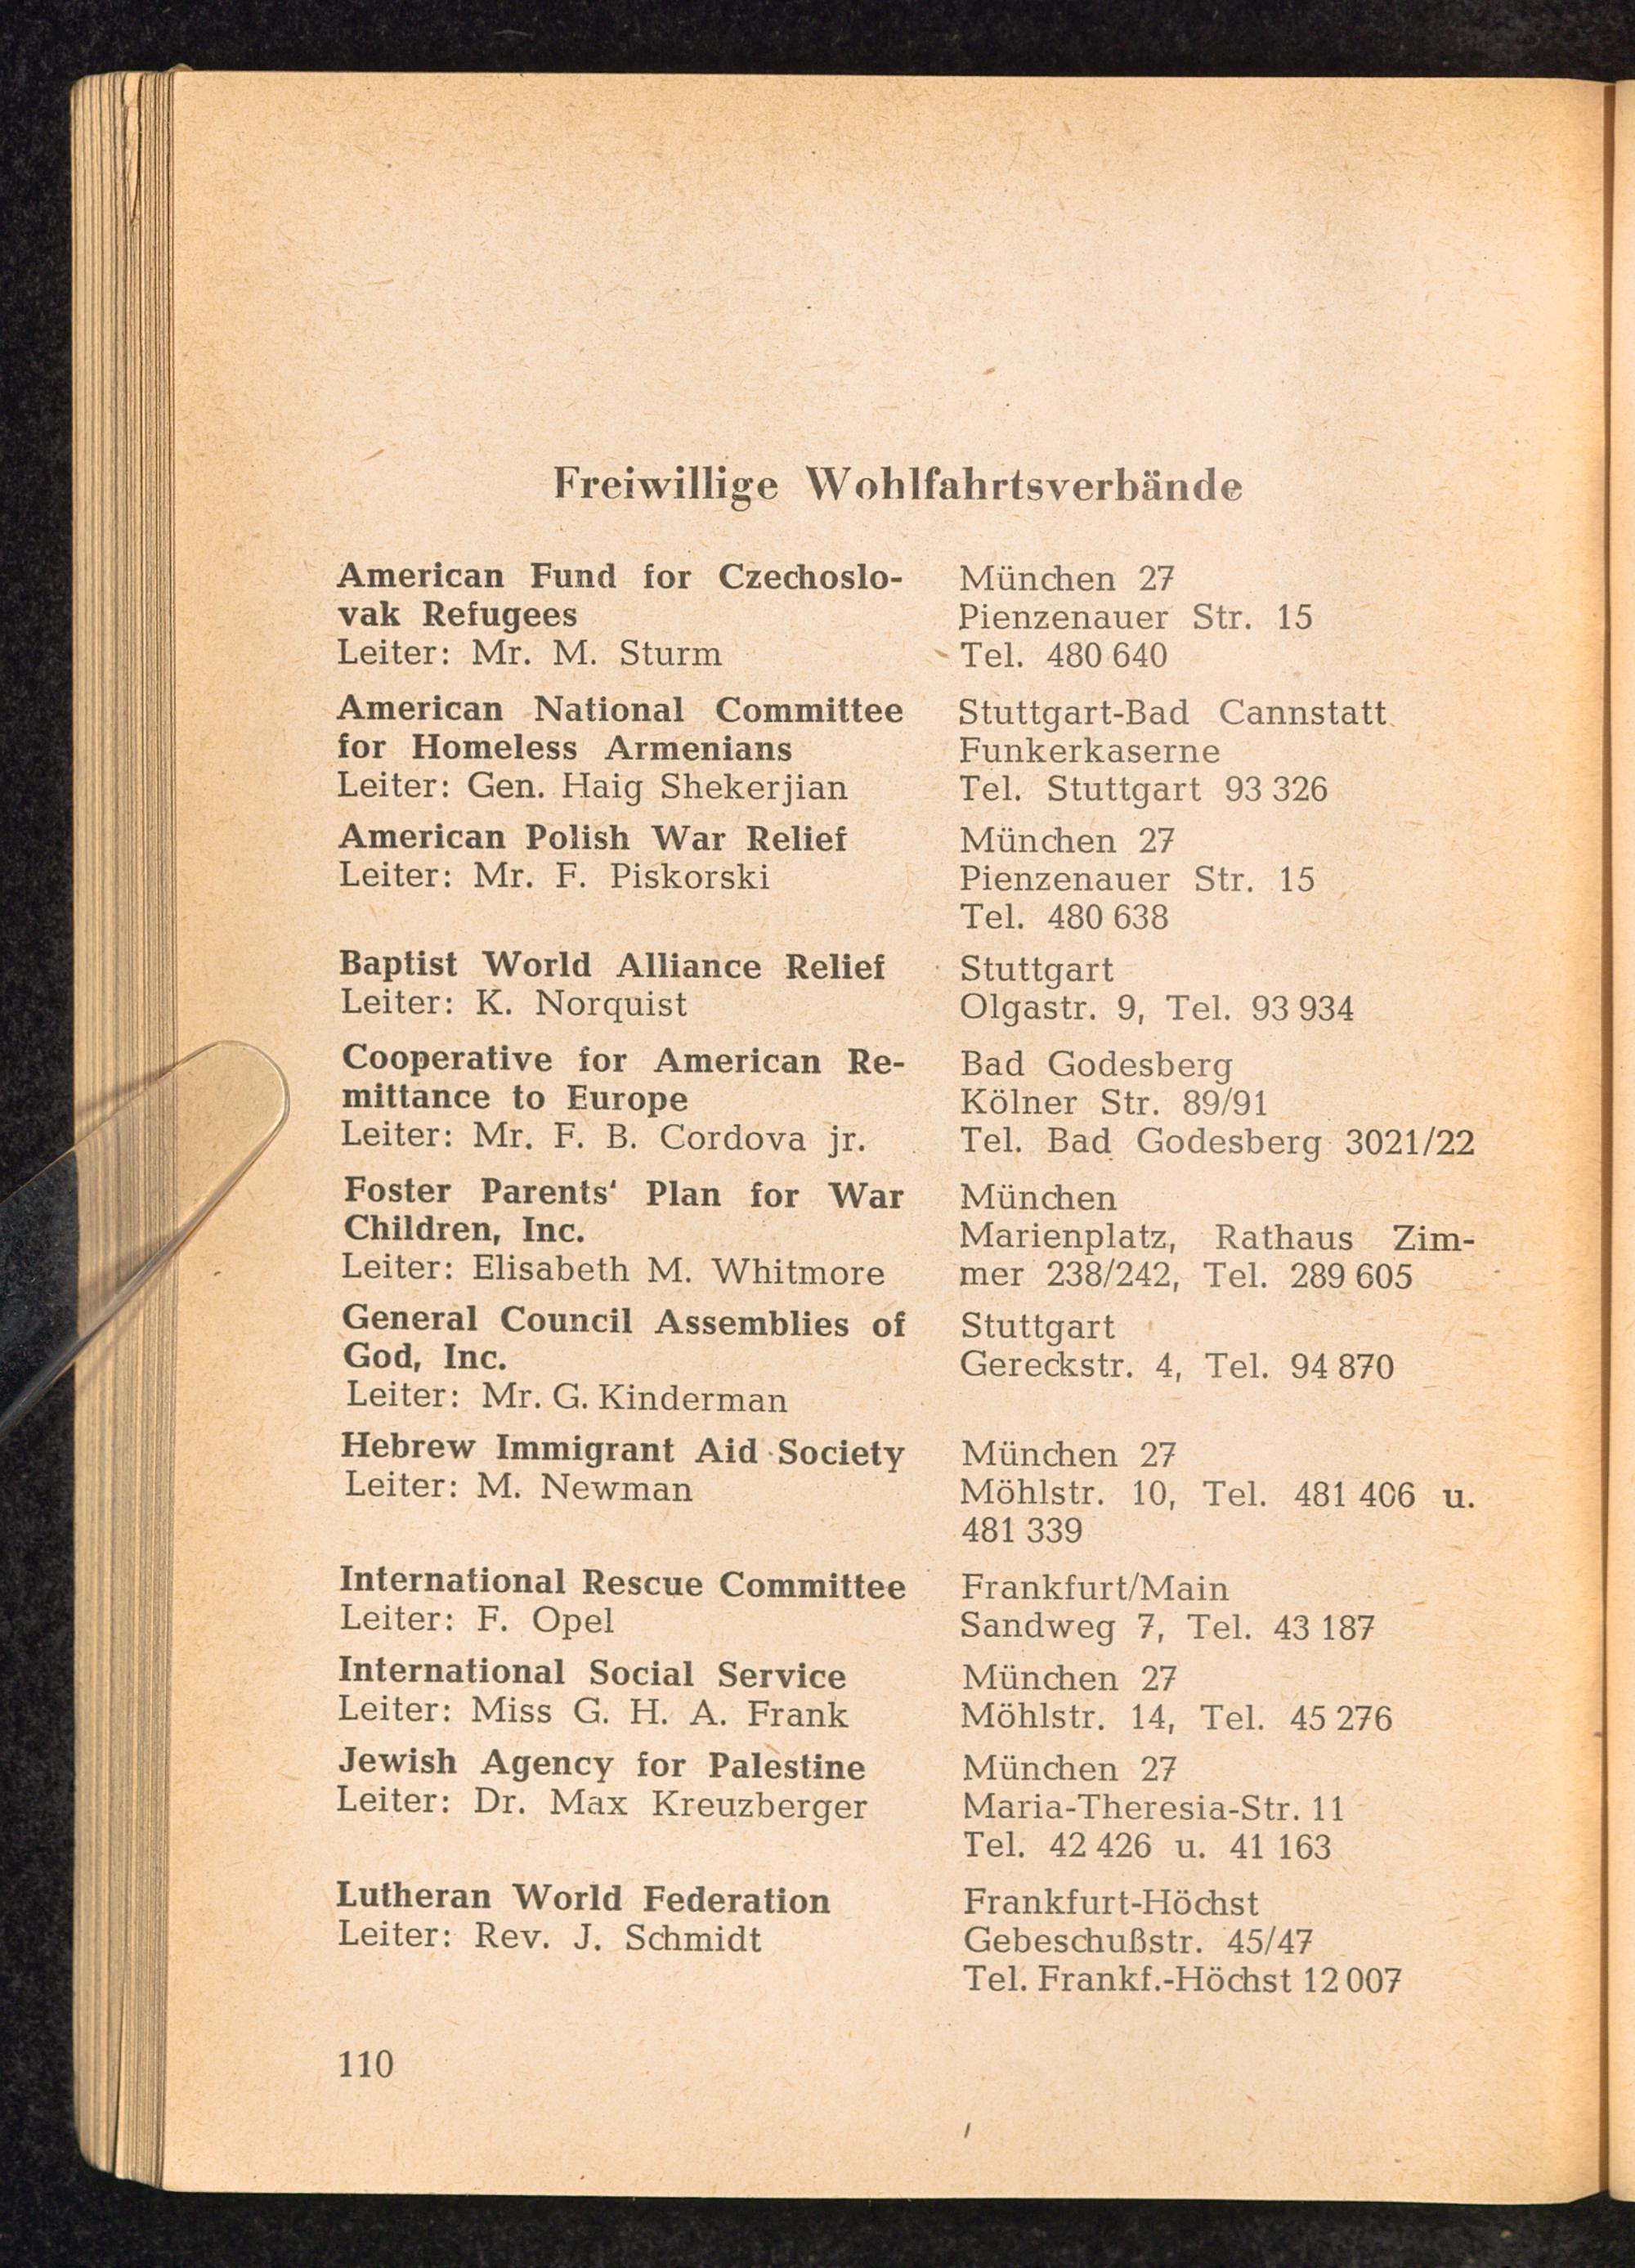 Freiwillige Wohlfahrtsverbände
American Fund for Czechoslo-
vak Refugees
Leiter: Mr. M. Sturm
München 27
Pienzenauer Str. 15
Tel. 480 640
American National Committee
for Homeless Armenians
Leiter: Gen. Haig Shekerjian
Stuttgart-Bad Cannstatt
Funkerkaserne
Tel. Stuttgart 93 326
American Polish War Relief
Leiter: Mr. F. Piskorski
München 27
Pienzenauer Str. 15
Tel. 480 638
Baptist World Alliance Relief
Leiter: K. Norquist
Stuttgart
Olgastr. 9, Tel. 93 934
Cooperative for American Re-
mittance to Europe
Leiter: Mr. F. B. Cordova jr.
Bad Godesberg
Kölner Str. 89/91
Tel. Bad Godesberg 3021/22
Foster Parents' Plan for War
Children, Inc.
Leiter: Elisabeth M. Whitmore
München
Marienplatz, Rathaus Zim-
mer 238/242, Tel. 289 605
General Council Assemblies of
God, Inc.
Leiter: Mr. G. Kinderman
Stuttgart
Gereckstr. 4, Tel. 94 870
Hebrew Immigrant Aid Society
Leiter: M. Newman
München 27
Möhlstr. 10, Tel. 481 406 u.
481 339
International Rescue Committee
Leiter: F. Opel
Frankfurt/Main
Sandweg 7, Tel. 43 187
International Social Service
Leiter: Miss G. H. A. Frank
München 27
Möhlstr. 14, Tel. 45 276
Jewish Agency for Palestine
Leiter: Dr. Max Kreuzberger
München 27
Maria-Theresia-Str. 11
Tel. 42 426 u. 41 163
Lutheran World Federation
Leiter: Rev. J. Schmidt
Frankfurt-Höchst
Gebeschußstr. 45/47
Tel. Frankf.-Höchst 12 007
110